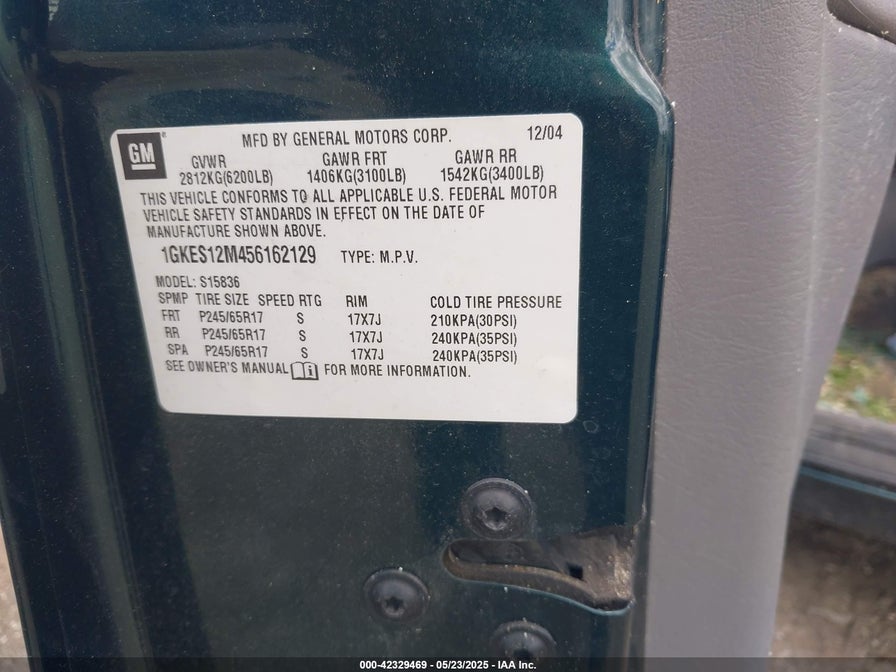 GM
MFD BY GENERAL MOTORS CORP. 12/04
GVWR GAWR FRT GAWR RR
2812KG(6200LB) 1406KG(3100LB) 1542KG(3400LB)
THIS VEHICLE CONFORMS TO ALL APPLICABLE U.S. FEDERAL MOTOR
VEHICLE SAFETY STANDARDS IN EFFECT ON THE DATE OF
MANUFACTURE SHOWN ABOVE.
1GKES12M456162129 TYPE: M.P.V.
MODEL: S15836
SPMP TIRE SIZE SPEED RTG RIM COLD TIRE PRESSURE
FRT P245/65R17 S 17X7J 210KPA(30PSI)
RR P245/65R17 S 17X7J 240KPA(35PSI)
SPA P245/65R17 S 17X7J 240KPA(35PSI)
SEE OWNER'S MANUAL i FOR MORE INFORMATION.
000-42329469 - 05/23/2025 - IAA Inc.